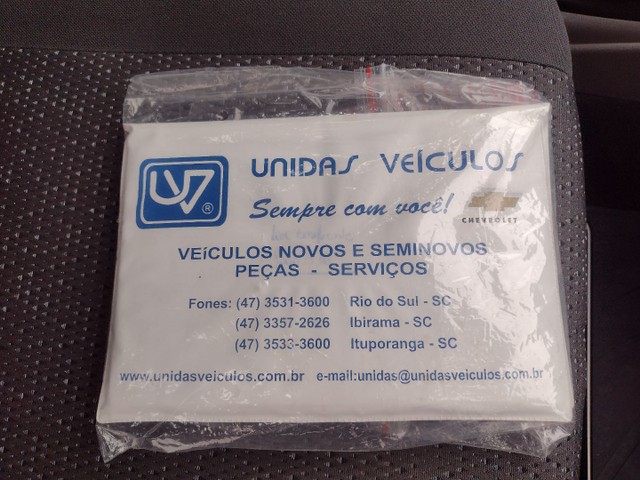 UNIDAS VEÍCULOS
UV®
Sempre com você!
CHEVROLET
VEíCULOS NOVOS E SEMINOVOS
PEÇAS - SERVIÇOS
Fones: (47) 3531-3600 Rio do Sul - SC
(47) 3357-2626 Ibirama - SC
(47) 3533-3600 Ituporanga - SC
www.unidasveiculos.com.br e-mail:unidas@unidasveiculos.com.br